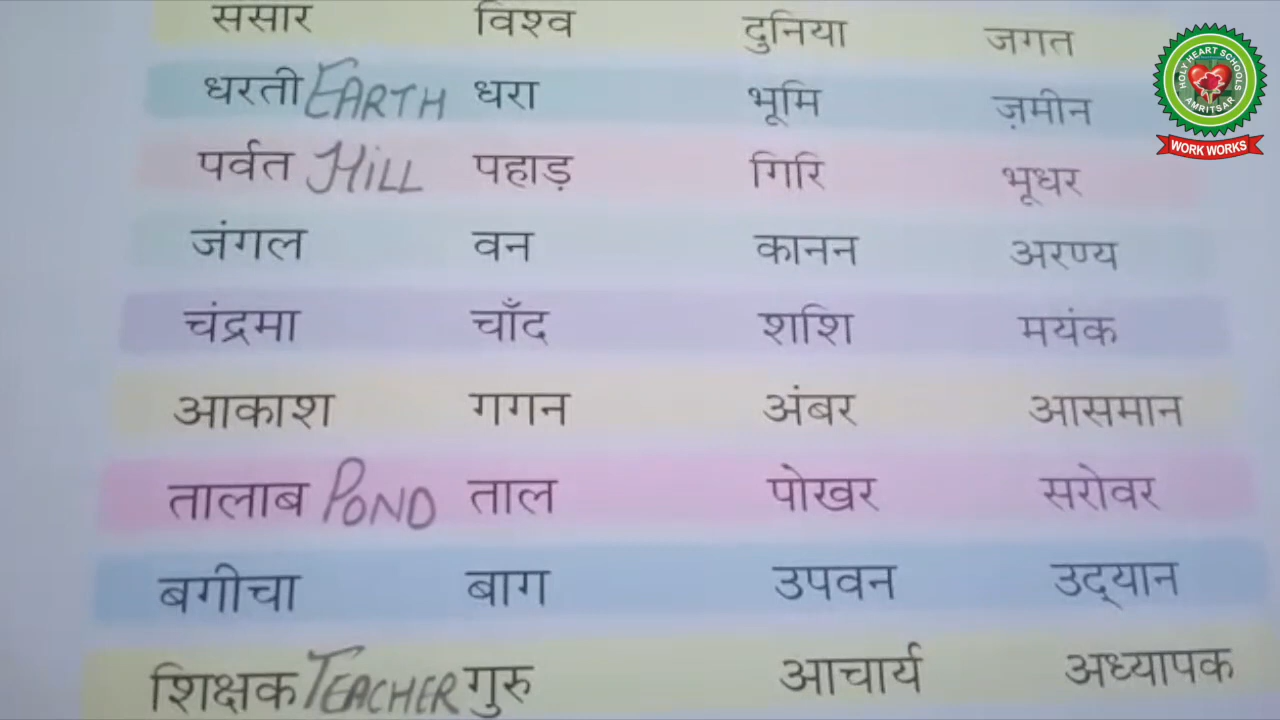 संसार विश्व दुनिया जगत
धरती EARTH धरा भूमि ज़मीन
पर्वत HILL पहाड़ गिरि भूधर
जंगल वन कानन अरण्य
चंद्रमा चाँद शशि मयंक
आकाश गगन अंबर आसमान
तालाब POND ताल पोखर सरोवर
बगीचा बाग उपवन उद्‌यान
शिक्षक TEACHER गुरु आचार्य अध्यापक
HOLY HEART SCHOOLS
AMRITSAR
WORK WORKS